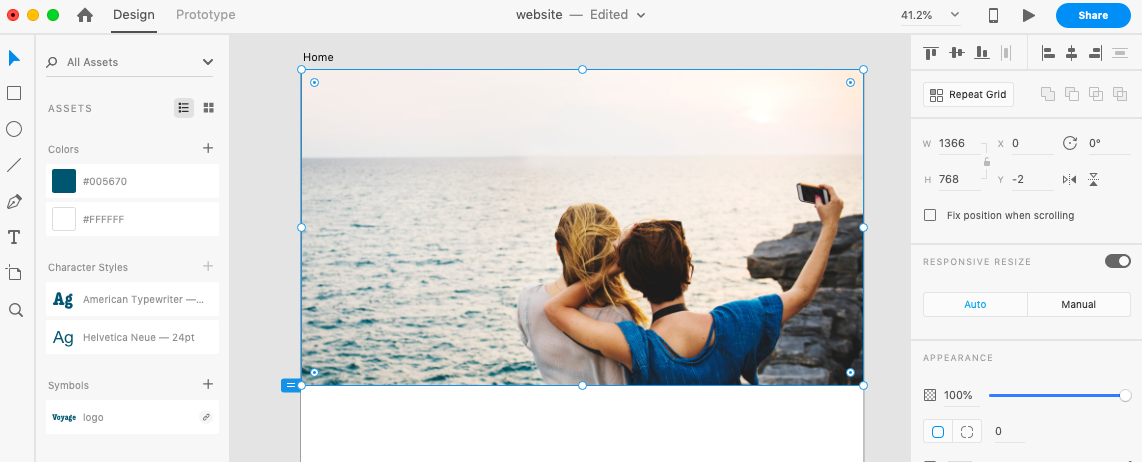 Design
Prototype
website — Edited
41.2%
Share
All Assets
ASSETS
Colors
#005670
#FFFFFF
Character Styles
Ag American Typewriter —...
Ag Helvetica Neue — 24pt
Symbols
Voyage logo
Home
Repeat Grid
W 1366
X 0
0°
H 768
Y -2
Fix position when scrolling
RESPONSIVE RESIZE
Auto
Manual
APPEARANCE
100%
0